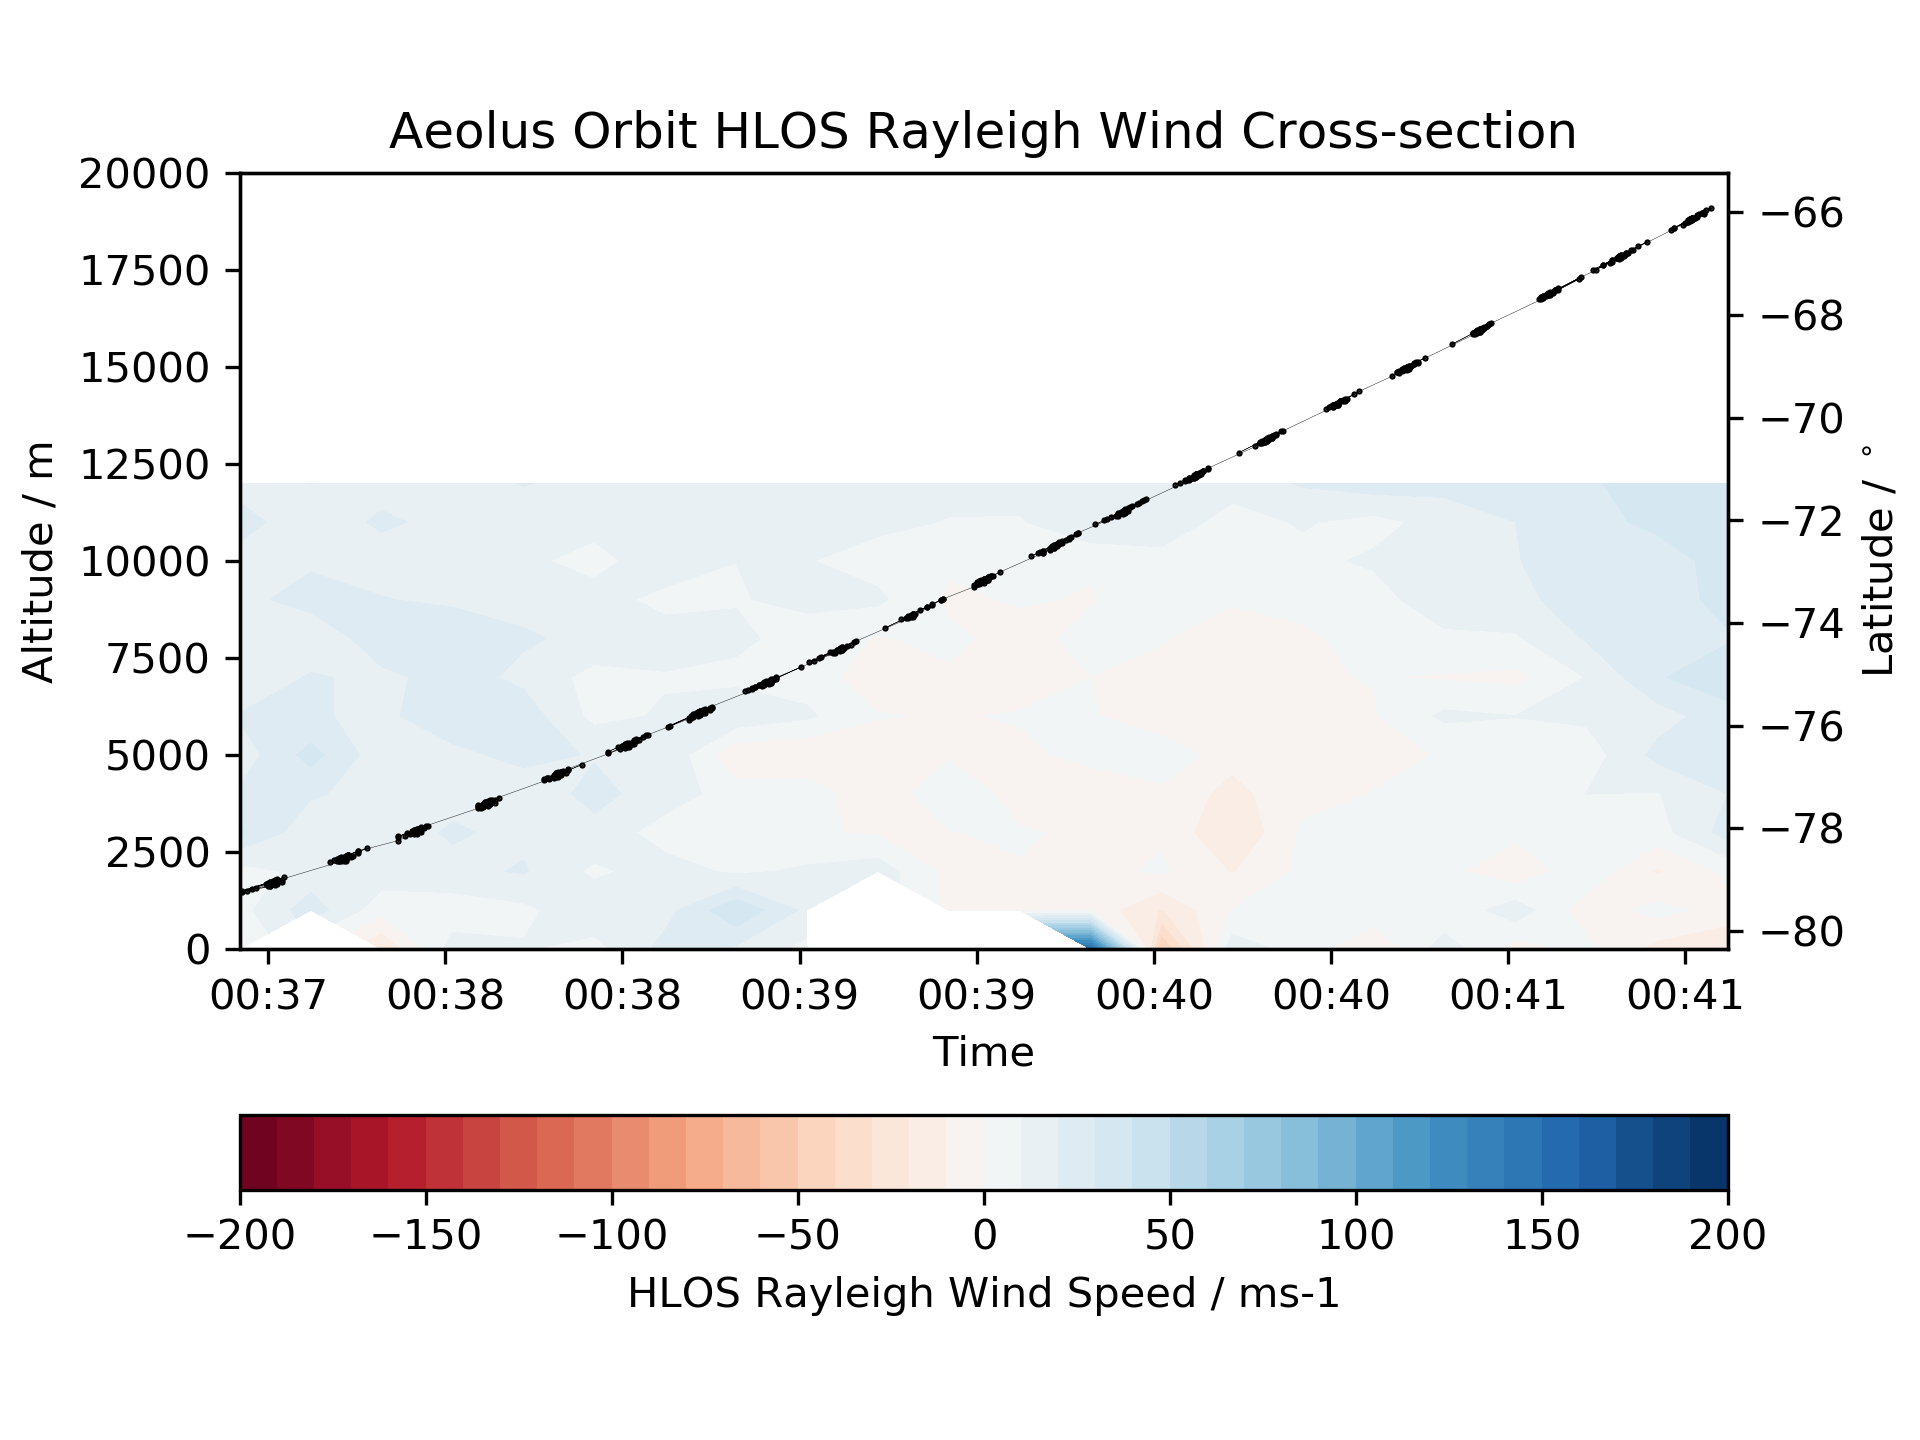 Aeolus Orbit HLOS Rayleigh Wind Cross-section
20000
17500
15000
12500
10000
7500
5000
2500
0
Altitude / m
−66
−68
−70
−72
−74
−76
−78
−80
Latitude / °
00:37 00:38 00:38 00:39 00:39 00:40 00:40 00:41 00:41
Time
−200 −150 −100 −50 0 50 100 150 200
HLOS Rayleigh Wind Speed / ms-1